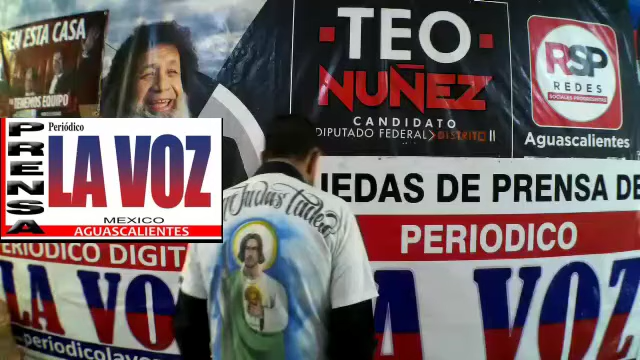 EN ESTA CASA
TENEMOS EQUIPO
TEO
NUÑEZ
CANDIDATO
DIPUTADO FEDERAL>DISTRITO II
RSP
REDES
SOCIALES PROGRESISTAS
Aguascalientes
PRENSA
Periódico
LA VOZ
MEXICO
AGUASCALIENTES
Judas Tadeo
UEDAS DE PRENSA DE
PERIODICO
PERIODICO DIGIT
LA VO
LA VOZ
periodicolavo